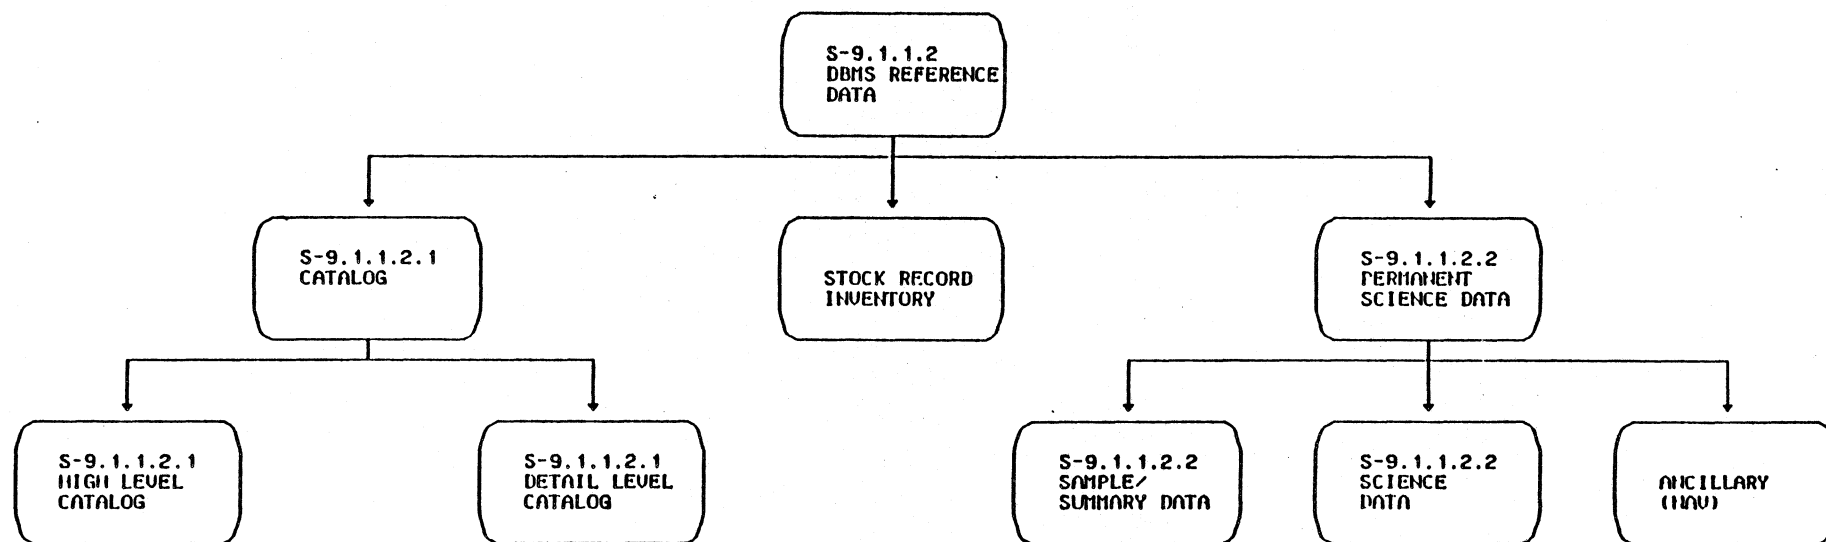 S-9.1.1.2
DBMS REFERENCE
DATA
S-9.1.1.2.1
CATALOG
STOCK RECORD
INVENTORY
S-9.1.1.2.2
PERMANENT
SCIENCE DATA
S-9.1.1.2.1
HIGH LEVEL
CATALOG
S-9.1.1.2.1
DETAIL LEVEL
CATALOG
S-9.1.1.2.2
SAMPLE/
SUMMARY DATA
S-9.1.1.2.2
SCIENCE
DATA
ANCILLARY
(NAV)